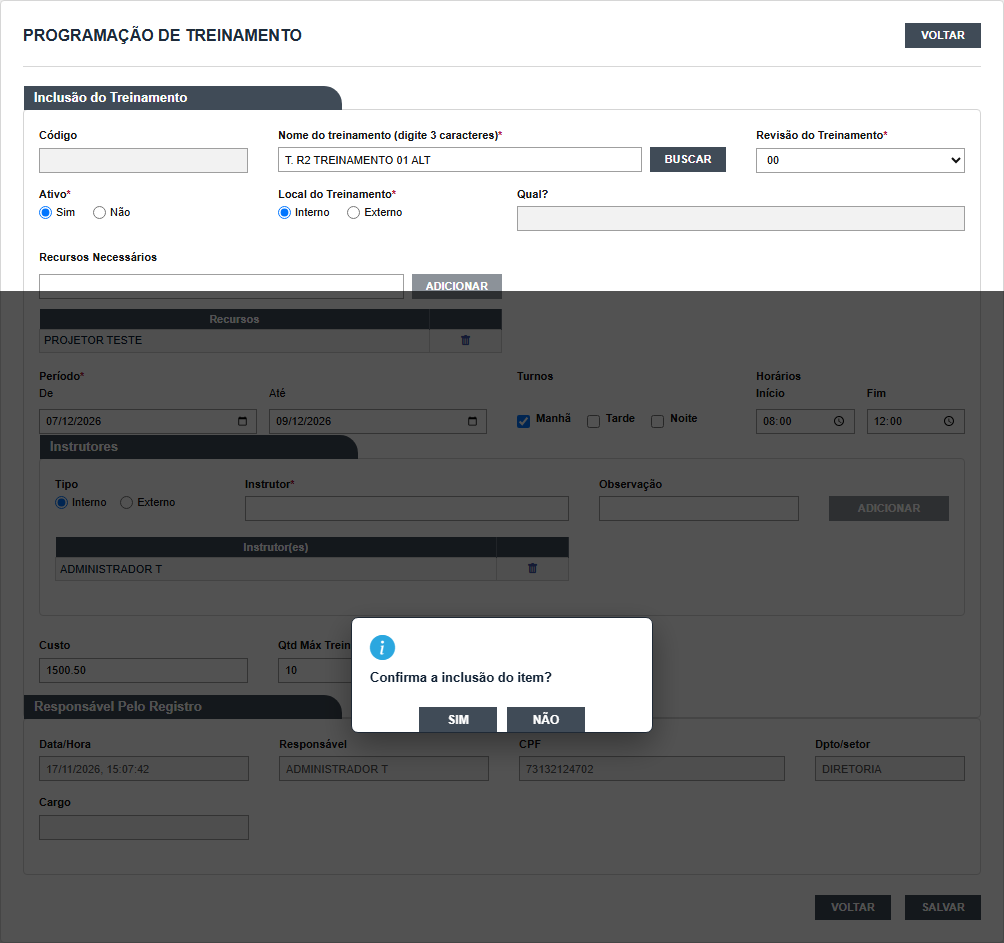 PROGRAMAÇÃO DE TREINAMENTO
VOLTAR
Inclusão do Treinamento
Código
Nome do treinamento (digite 3 caracteres)*
Revisão do Treinamento*
T. R2 TREINAMENTO 01 ALT
BUSCAR
00
Ativo*
Local do Treinamento*
Qual?
Sim Não
Interno Externo
Recursos Necessários
ADICIONAR
Recursos
PROJETOR TESTE
Período*
Turnos
Horários
De
Até
Início
Fim
07/12/2026
09/12/2026
Manhã Tarde Noite
08:00
12:00
Instrutores
Tipo
Instrutor*
Observação
Interno Externo
ADICIONAR
Instrutor(es)
ADMINISTRADOR T
Custo
Qtd Máx Trein
1500.50
10
Confirma a inclusão do item?
SIM
NÃO
Responsável Pelo Registro
Data/Hora
Responsável
CPF
Dpto/setor
17/11/2026, 15:07:42
ADMINISTRADOR T
73132124702
DIRETORIA
Cargo
VOLTAR
SALVAR